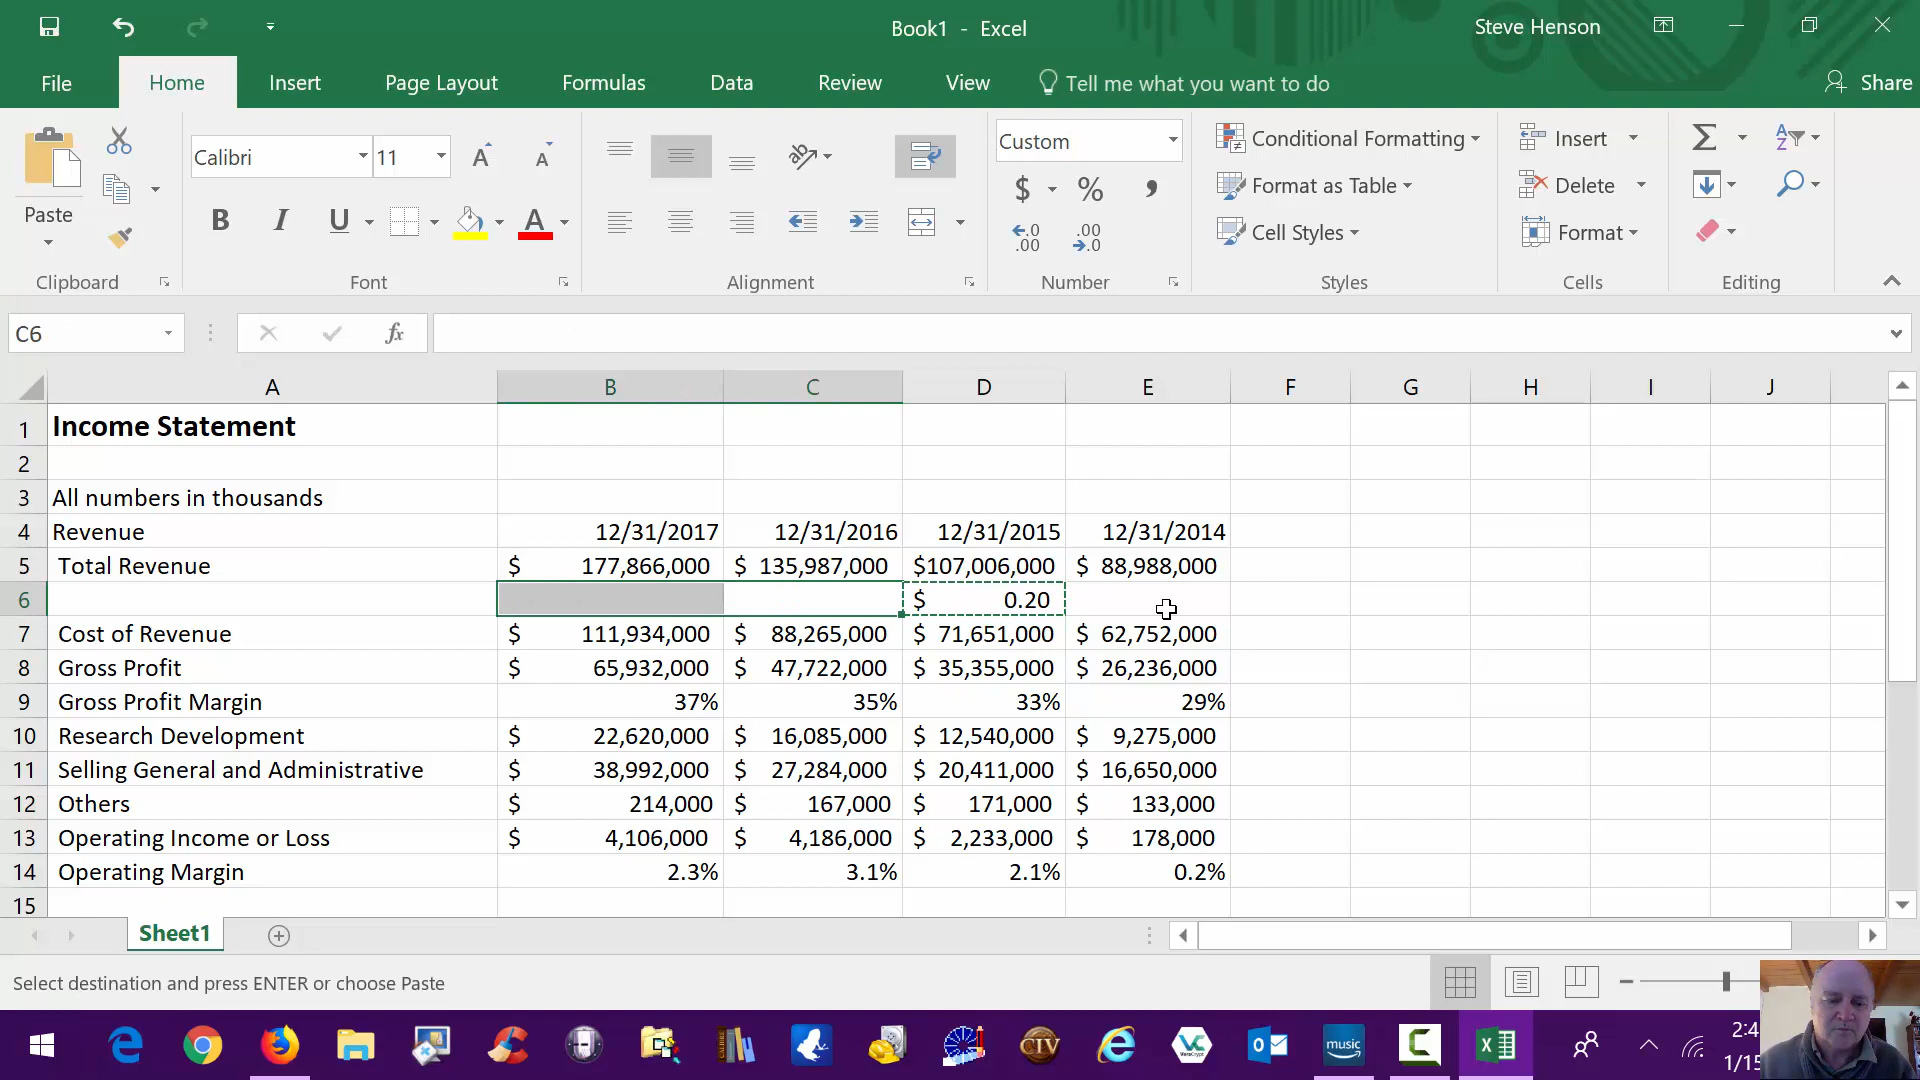 Book1 - Excel
Steve Henson
File Home Insert Page Layout Formulas Data Review View Tell me what you want to do Share
Paste
Calibri 11
B I U A
Custom
$ % ,
Conditional Formatting
Format as Table
Cell Styles
Insert
Delete
Format
Clipboard Font Alignment Number Styles Cells Editing
C6 fx
A B C D E F G H I J
1 Income Statement
2
3 All numbers in thousands
4 Revenue 12/31/2017 12/31/2016 12/31/2015 12/31/2014
5 Total Revenue $ 177,866,000 $ 135,987,000 $107,006,000 $ 88,988,000
6 $ 0.20
7 Cost of Revenue $ 111,934,000 $ 88,265,000 $ 71,651,000 $ 62,752,000
8 Gross Profit $ 65,932,000 $ 47,722,000 $ 35,355,000 $ 26,236,000
9 Gross Profit Margin 37% 35% 33% 29%
10 Research Development $ 22,620,000 $ 16,085,000 $ 12,540,000 $ 9,275,000
11 Selling General and Administrative $ 38,992,000 $ 27,284,000 $ 20,411,000 $ 16,650,000
12 Others $ 214,000 $ 167,000 $ 171,000 $ 133,000
13 Operating Income or Loss $ 4,106,000 $ 4,186,000 $ 2,233,000 $ 178,000
14 Operating Margin 2.3% 3.1% 2.1% 0.2%
15
Sheet1
Select destination and press ENTER or choose Paste
CIV
music
2:4
1/15